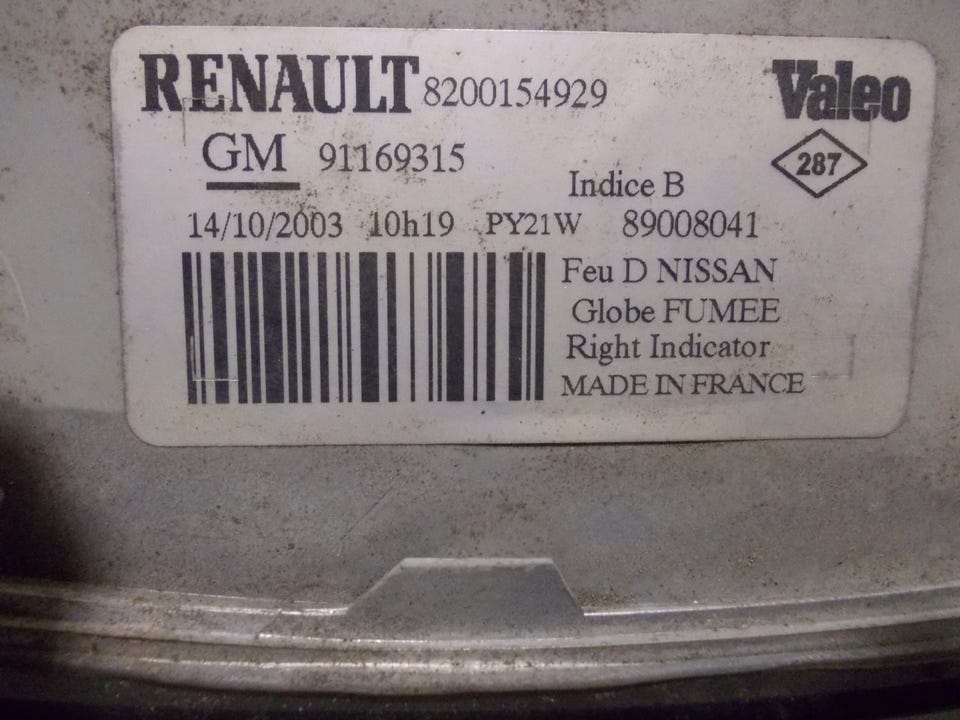 RENAULT 8200154929 Valeo
GM 91169315 287
Indice B
14/10/2003 10h19 PY21W 89008041
Feu D NISSAN
Globe FUMEE
Right Indicator
MADE IN FRANCE